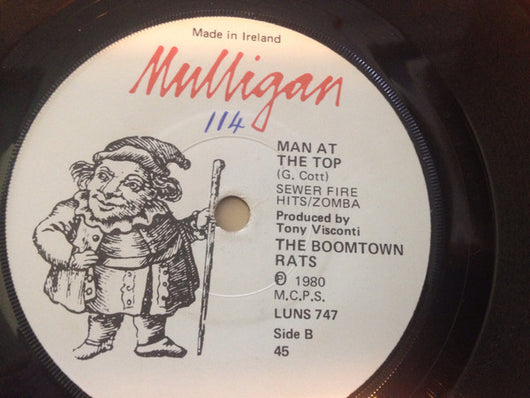 Made in Ireland
Mulligan
114
MAN AT
THE TOP
(G. Cott)
SEWER FIRE
HITS/ZOMBA
Produced by
Tony Visconti
THE BOOMTOWN
RATS
℗ 1980
M.C.P.S.
LUNS 747
Side B
45